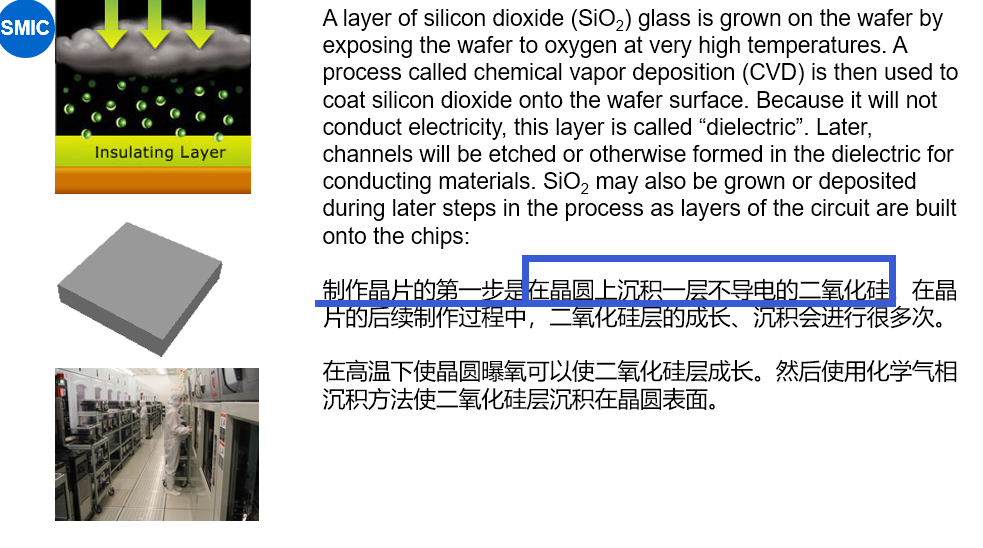 SMIC
Insulating Layer
A layer of silicon dioxide (SiO₂) glass is grown on the wafer by
exposing the wafer to oxygen at very high temperatures. A
process called chemical vapor deposition (CVD) is then used to
coat silicon dioxide onto the wafer surface. Because it will not
conduct electricity, this layer is called “dielectric”. Later,
channels will be etched or otherwise formed in the dielectric for
conducting materials. SiO₂ may also be grown or deposited
during later steps in the process as layers of the circuit are built
onto the chips:
制作晶片的第一步是在晶圆上沉积一层不导电的二氧化硅 在晶
片的后续制作过程中，二氧化硅层的成长、沉积会进行很多次。
在高温下使晶圆曝氧可以使二氧化硅层成长。然后使用化学气相
沉积方法使二氧化硅层沉积在晶圆表面。